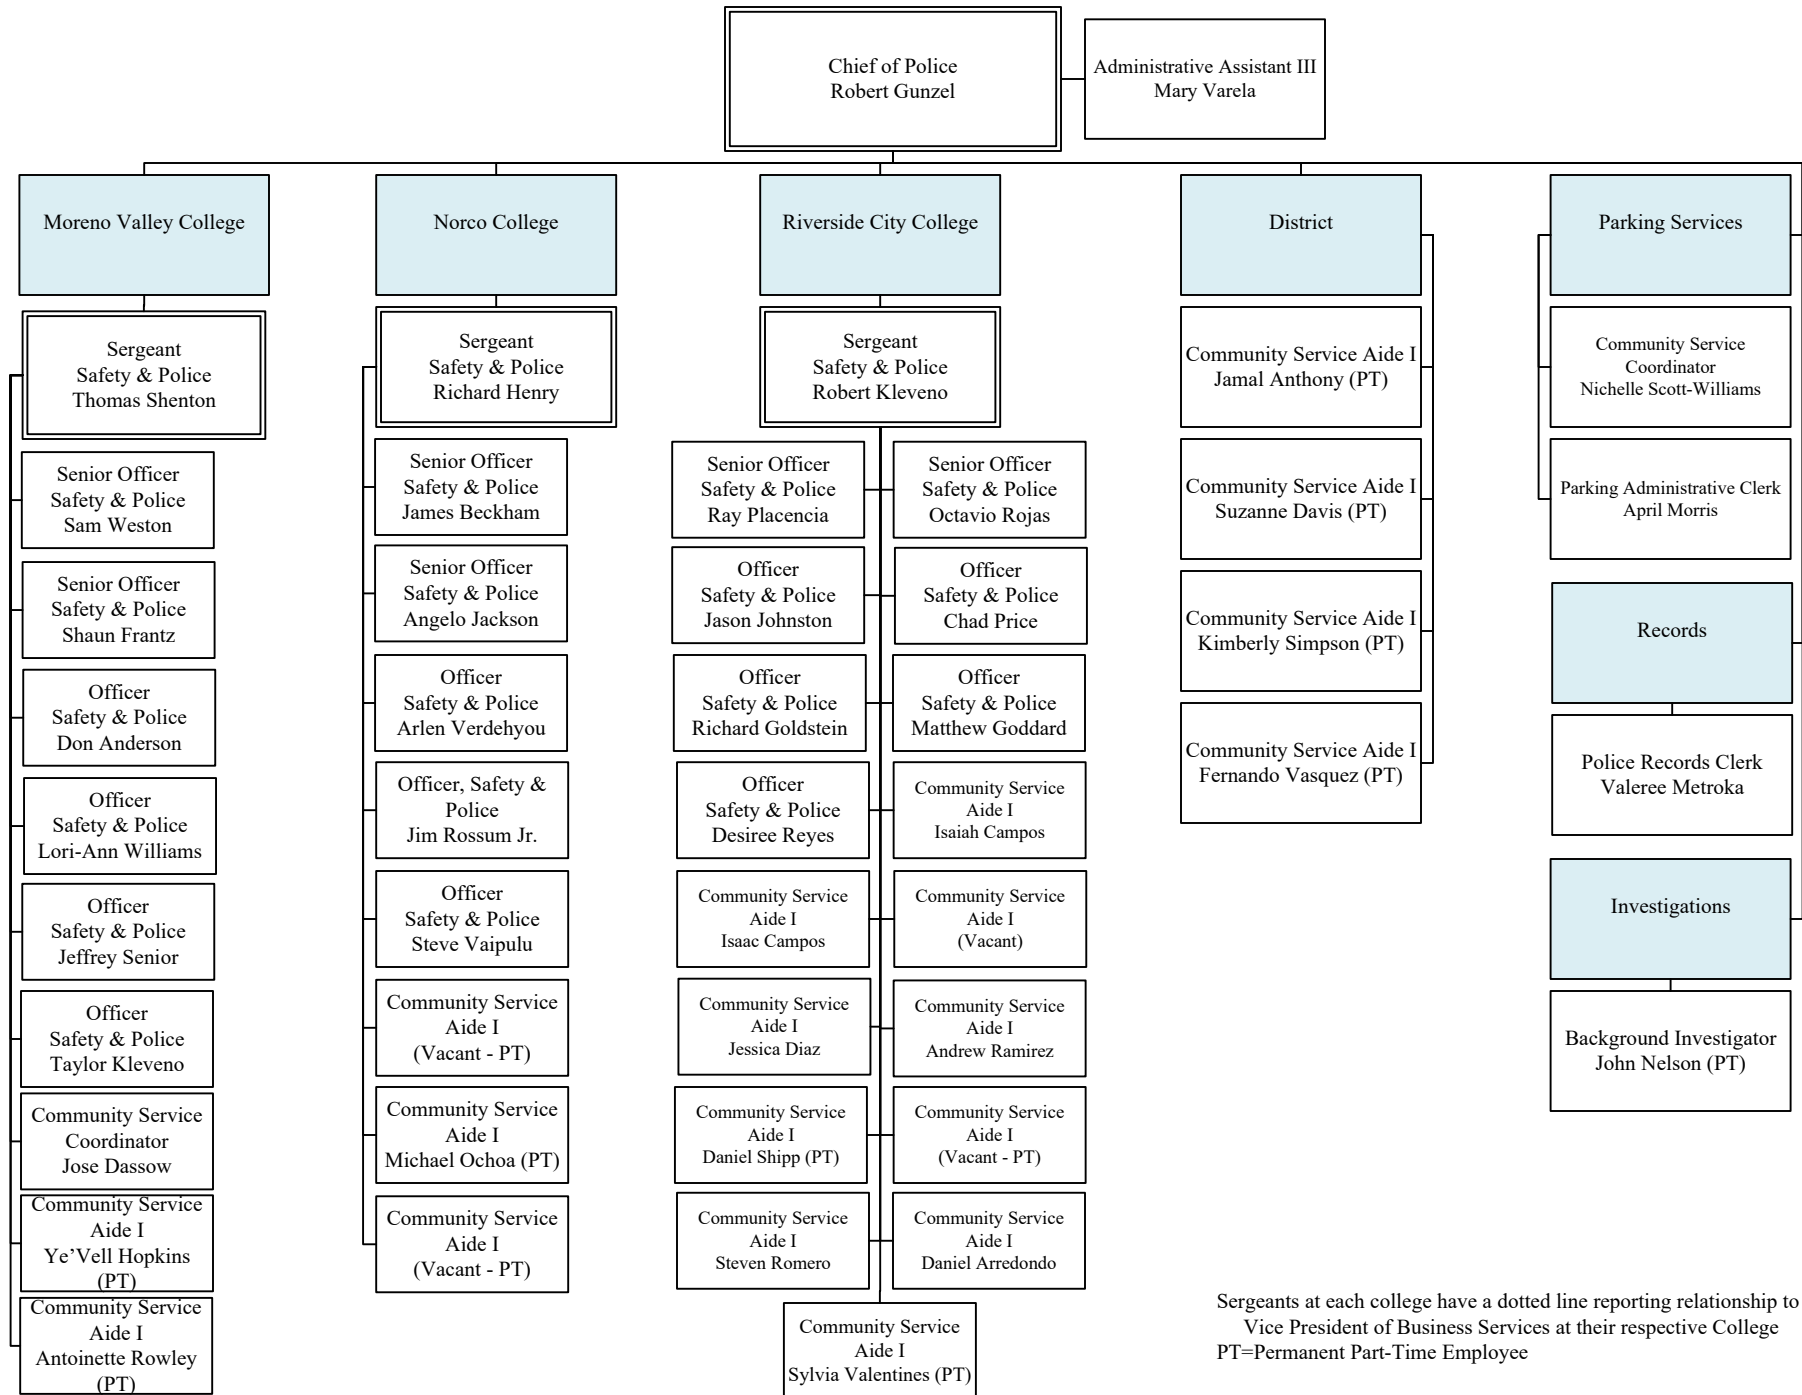 Chief of Police
Robert Gunzel
Administrative Assistant III
Mary Varela
Moreno Valley College
Sergeant
Safety & Police
Thomas Shenton
Senior Officer
Safety & Police
Sam Weston
Senior Officer
Safety & Police
Shaun Frantz
Officer
Safety & Police
Don Anderson
Officer
Safety & Police
Lori-Ann Williams
Officer
Safety & Police
Jeffrey Senior
Officer
Safety & Police
Taylor Kleveno
Community Service
Coordinator
Jose Dassow
Community Service
Aide I
Ye’Vell Hopkins
(PT)
Community Service
Aide I
Antoinette Rowley
(PT)
Norco College
Sergeant
Safety & Police
Richard Henry
Senior Officer
Safety & Police
James Beckham
Senior Officer
Safety & Police
Angelo Jackson
Officer
Safety & Police
Arlen Verdehyou
Officer, Safety &
Police
Jim Rossum Jr.
Officer
Safety & Police
Steve Vaipulu
Community Service
Aide I
(Vacant - PT)
Community Service
Aide I
Michael Ochoa (PT)
Community Service
Aide I
(Vacant - PT)
Riverside City College
Sergeant
Safety & Police
Robert Kleveno
Senior Officer
Safety & Police
Ray Placencia
Senior Officer
Safety & Police
Octavio Rojas
Officer
Safety & Police
Jason Johnston
Officer
Safety & Police
Chad Price
Officer
Safety & Police
Richard Goldstein
Officer
Safety & Police
Matthew Goddard
Officer
Safety & Police
Desiree Reyes
Community Service
Aide I
Isaiah Campos
Community Service
Aide I
Isaac Campos
Community Service
Aide I
(Vacant)
Community Service
Aide I
Jessica Diaz
Community Service
Aide I
Andrew Ramirez
Community Service
Aide I
Daniel Shipp (PT)
Community Service
Aide I
(Vacant - PT)
Community Service
Aide I
Steven Romero
Community Service
Aide I
Daniel Arredondo
Community Service
Aide I
Sylvia Valentines (PT)
District
Community Service Aide I
Jamal Anthony (PT)
Community Service Aide I
Suzanne Davis (PT)
Community Service Aide I
Kimberly Simpson (PT)
Community Service Aide I
Fernando Vasquez (PT)
Parking Services
Community Service
Coordinator
Nichelle Scott-Williams
Parking Administrative Clerk
April Morris
Records
Police Records Clerk
Valeree Metroka
Investigations
Background Investigator
John Nelson (PT)
Sergeants at each college have a dotted line reporting relationship to
Vice President of Business Services at their respective College
PT=Permanent Part-Time Employee